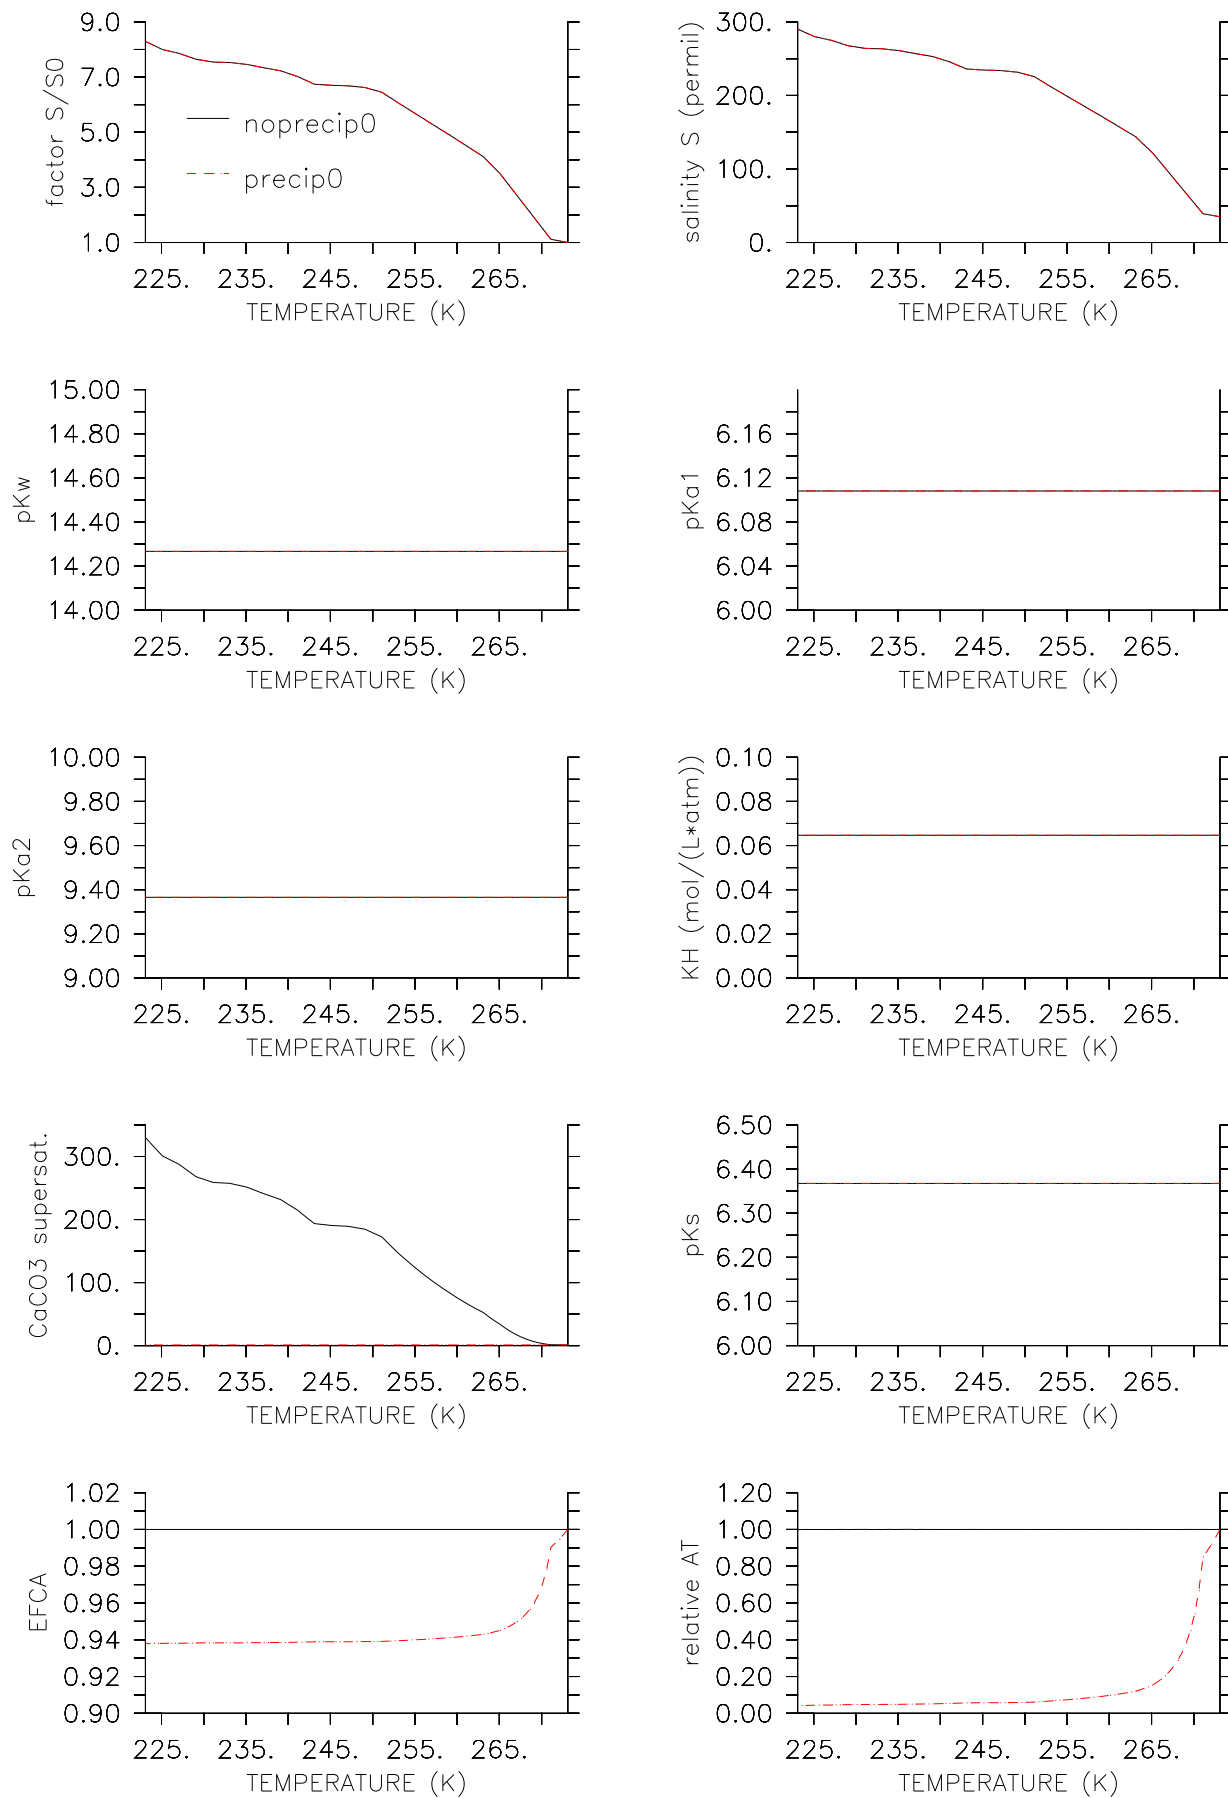 9.0
7.0
5.0
3.0
1.0
factor S/S0
noprecip0
precip0
225. 235. 245. 255. 265.
TEMPERATURE (K)
300.
200.
100.
0.
salinity S (permil)
225. 235. 245. 255. 265.
TEMPERATURE (K)
15.00
14.80
14.60
14.40
14.20
14.00
pKw
225. 235. 245. 255. 265.
TEMPERATURE (K)
6.16
6.12
6.08
6.04
6.00
pKa1
225. 235. 245. 255. 265.
TEMPERATURE (K)
10.00
9.80
9.60
9.40
9.20
9.00
pKa2
225. 235. 245. 255. 265.
TEMPERATURE (K)
0.10
0.08
0.06
0.04
0.02
0.00
KH (mol/(L*atm))
225. 235. 245. 255. 265.
TEMPERATURE (K)
300.
200.
100.
0.
CaCO3 supersat.
225. 235. 245. 255. 265.
TEMPERATURE (K)
6.50
6.40
6.30
6.20
6.10
6.00
pKs
225. 235. 245. 255. 265.
TEMPERATURE (K)
1.02
1.00
0.98
0.96
0.94
0.92
0.90
EFCA
225. 235. 245. 255. 265.
TEMPERATURE (K)
1.20
1.00
0.80
0.60
0.40
0.20
0.00
relative AT
225. 235. 245. 255. 265.
TEMPERATURE (K)